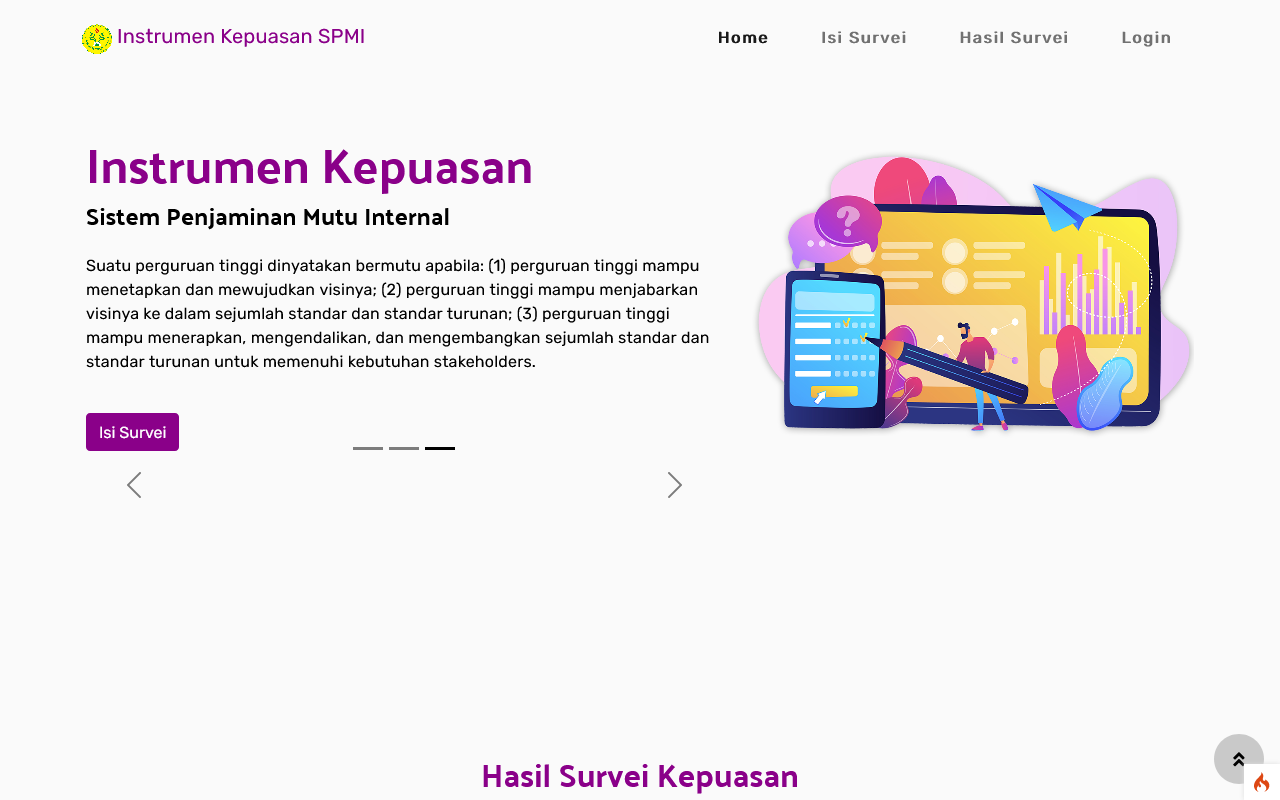 Instrumen Kepuasan SPMI
Home
Isi Survei
Hasil Survei
Login
Instrumen Kepuasan
Sistem Penjaminan Mutu Internal
Suatu perguruan tinggi dinyatakan bermutu apabila: (1) perguruan tinggi mampu
menetapkan dan mewujudkan visinya; (2) perguruan tinggi mampu menjabarkan
visinya ke dalam sejumlah standar dan standar turunan; (3) perguruan tinggi
mampu menerapkan, mengendalikan, dan mengembangkan sejumlah standar dan
standar turunan untuk memenuhi kebutuhan stakeholders.
Isi Survei
?
Hasil Survei Kepuasan